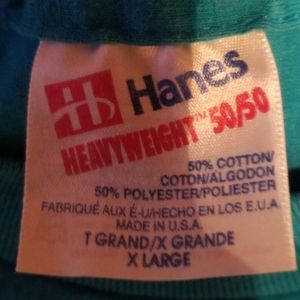 Hanes
HEAVYWEIGHT™ 50/50
50% COTTON/
COTON/ALGODON
50% POLYESTER/POLIESTER
FABRIQUÉ AUX É-U/HECHO EN LOS E.U.A.
MADE IN U.S.A.
T GRAND/X GRANDE
X LARGE